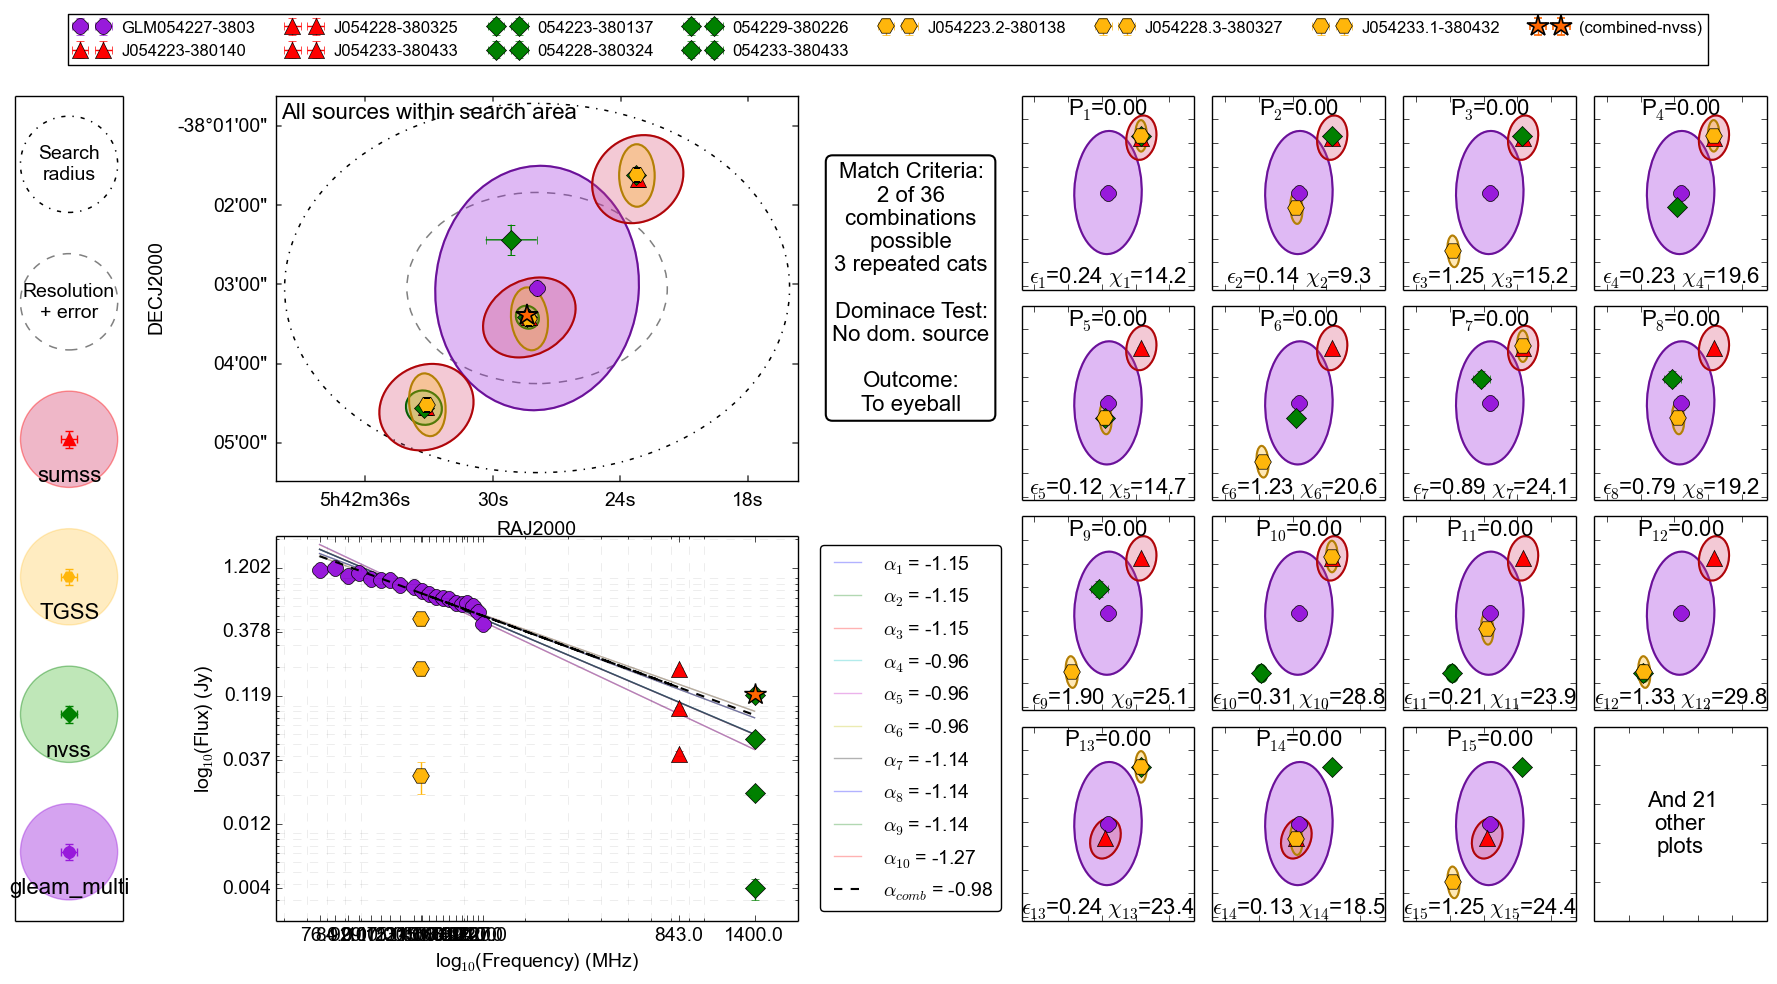 GLM054227-3803
J054228-380325
054223-380137
054229-380226
J054223.2-380138
J054228.3-380327
J054233.1-380432
(combined-nvss)
J054223-380140
J054233-380433
054228-380324
054233-380433
Search
radius
Resolution
+ error
sumss
TGSS
nvss
gleam_multi
All sources within search area
-38°01'00"
02'00"
03'00"
04'00"
05'00"
DECJ2000
5h42m36s
30s
24s
18s
RAJ2000
Match Criteria:
2 of 36
combinations
possible
3 repeated cats
Dominace Test:
No dom. source
Outcome:
To eyeball
1.202
0.378
0.119
0.037
0.012
0.004
log10(Flux) (Jy)
843.0
1400.0
log10(Frequency) (MHz)
α1 = -1.15
α2 = -1.15
α3 = -1.15
α4 = -0.96
α5 = -0.96
α6 = -0.96
α7 = -1.14
α8 = -1.14
α9 = -1.14
α10 = -1.27
αcomb = -0.98
P1=0.00
ϵ1=0.24 χ1=14.2
P2=0.00
ϵ2=0.14 χ2=9.3
P3=0.00
ϵ3=1.25 χ3=15.2
P4=0.00
ϵ4=0.23 χ4=19.6
P5=0.00
ϵ5=0.12 χ5=14.7
P6=0.00
ϵ6=1.23 χ6=20.6
P7=0.00
ϵ7=0.89 χ7=24.1
P8=0.00
ϵ8=0.79 χ8=19.2
P9=0.00
ϵ9=1.90 χ9=25.1
P10=0.00
ϵ10=0.31 χ10=28.8
P11=0.00
ϵ11=0.21 χ11=23.9
P12=0.00
ϵ12=1.33 χ12=29.8
P13=0.00
ϵ13=0.24 χ13=23.4
P14=0.00
ϵ14=0.13 χ14=18.5
P15=0.00
ϵ15=1.25 χ15=24.4
And 21
other
plots